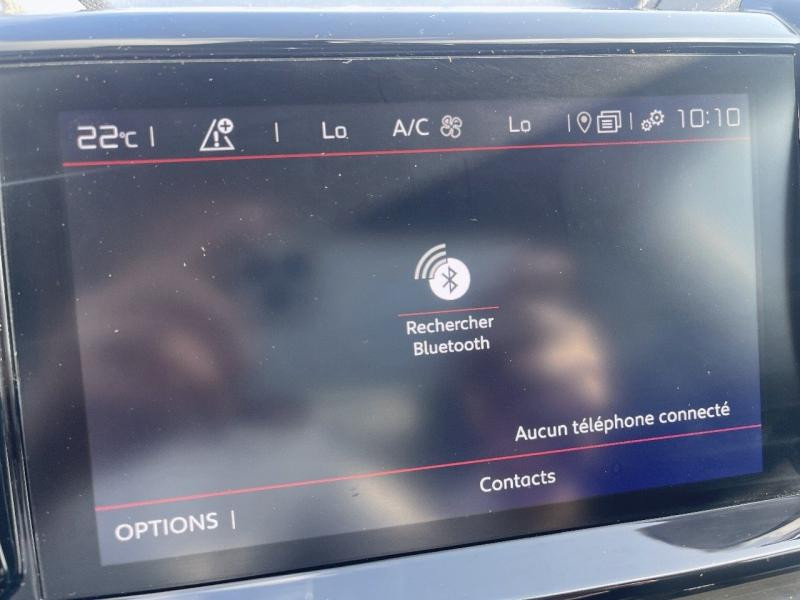 22°C | | Lo A/C Lo | | 10:10
Rechercher
Bluetooth
Aucun téléphone connecté
Contacts
OPTIONS |